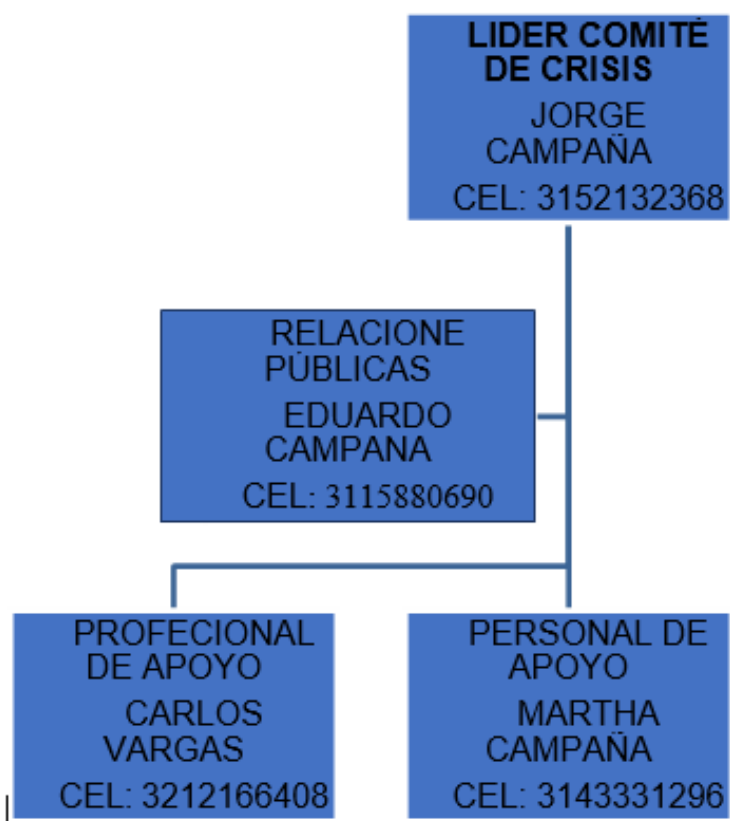 LIDER COMITÉ
DE CRISIS
JORGE
CAMPAÑA
CEL: 3152132368
RELACIONE
PÚBLICAS
EDUARDO
CAMPANA
CEL: 3115880690
PROFECIONAL
DE APOYO
CARLOS
VARGAS
CEL: 3212166408
PERSONAL DE
APOYO
MARTHA
CAMPAÑA
CEL: 3143331296